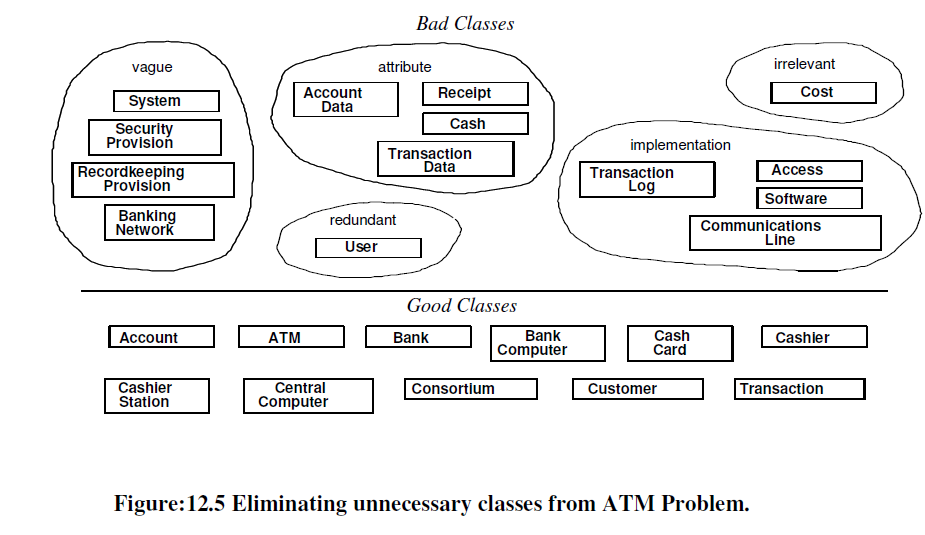 Bad Classes
vague
System
Security
Provision
Recordkeeping
Provision
Banking
Network
attribute
Account
Data
Receipt
Cash
Transaction
Data
redundant
User
irrelevant
Cost
implementation
Transaction
Log
Access
Software
Communications
Line
Good Classes
Account
ATM
Bank
Bank
Computer
Cash
Card
Cashier
Cashier
Station
Central
Computer
Consortium
Customer
Transaction
Figure:12.5 Eliminating unnecessary classes from ATM Problem.